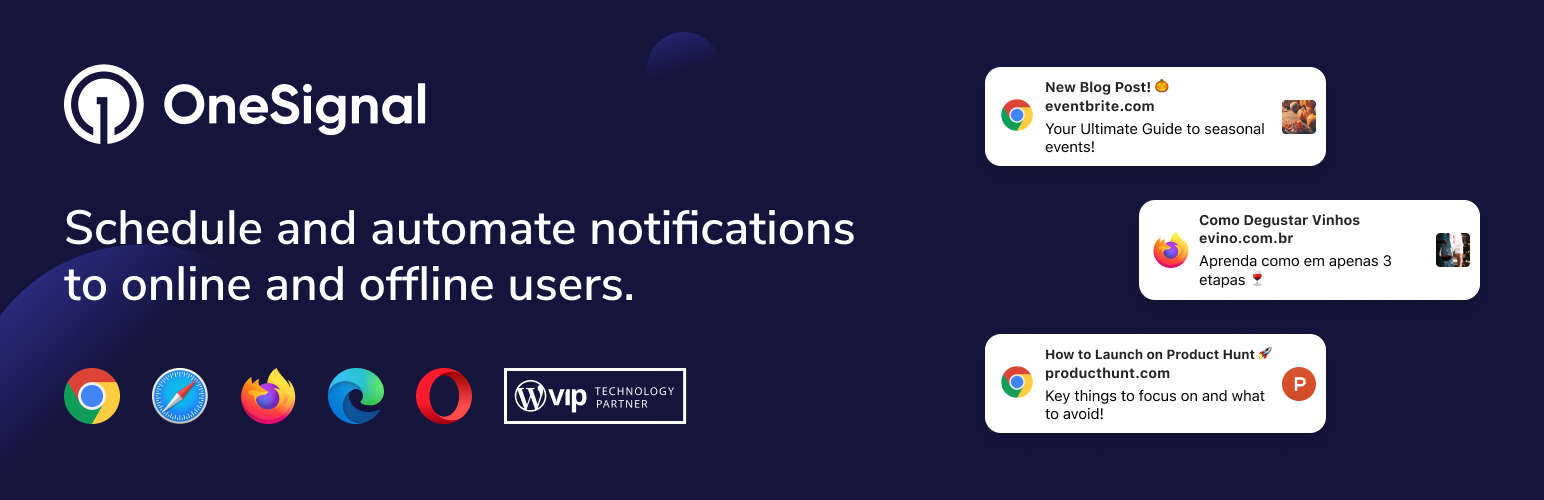 OneSignal
Schedule and automate notifications
to online and offline users.
vip TECHNOLOGY
PARTNER
New Blog Post! 🎃
eventbrite.com
Your Ultimate Guide to seasonal
events!
Como Degustar Vinhos
evino.com.br
Aprenda como em apenas 3
etapas 🍷
How to Launch on Product Hunt 🚀
producthunt.com
Key things to focus on and what
to avoid!
P